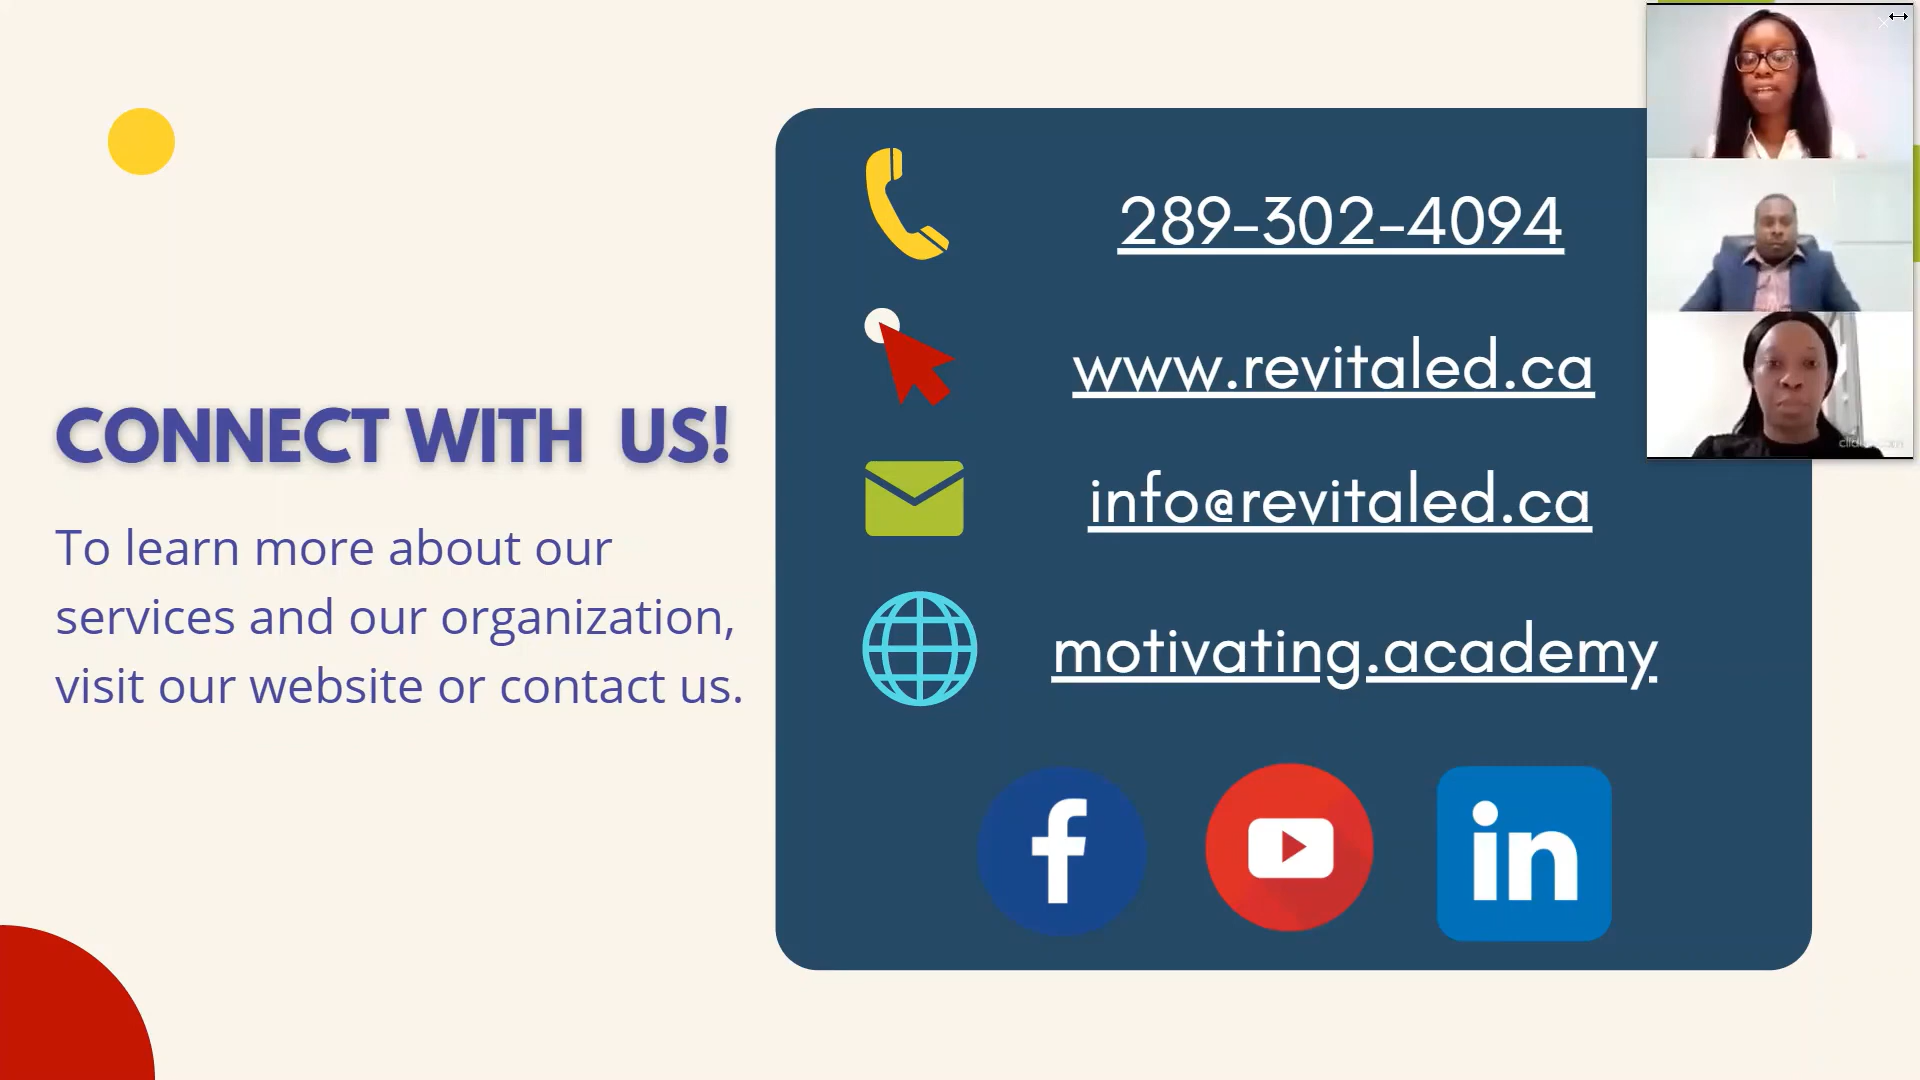 CONNECT WITH US!
To learn more about our
services and our organization,
visit our website or contact us.
289-302-4094
www.revitaled.ca
info@revitaled.ca
motivating.academy
f
in